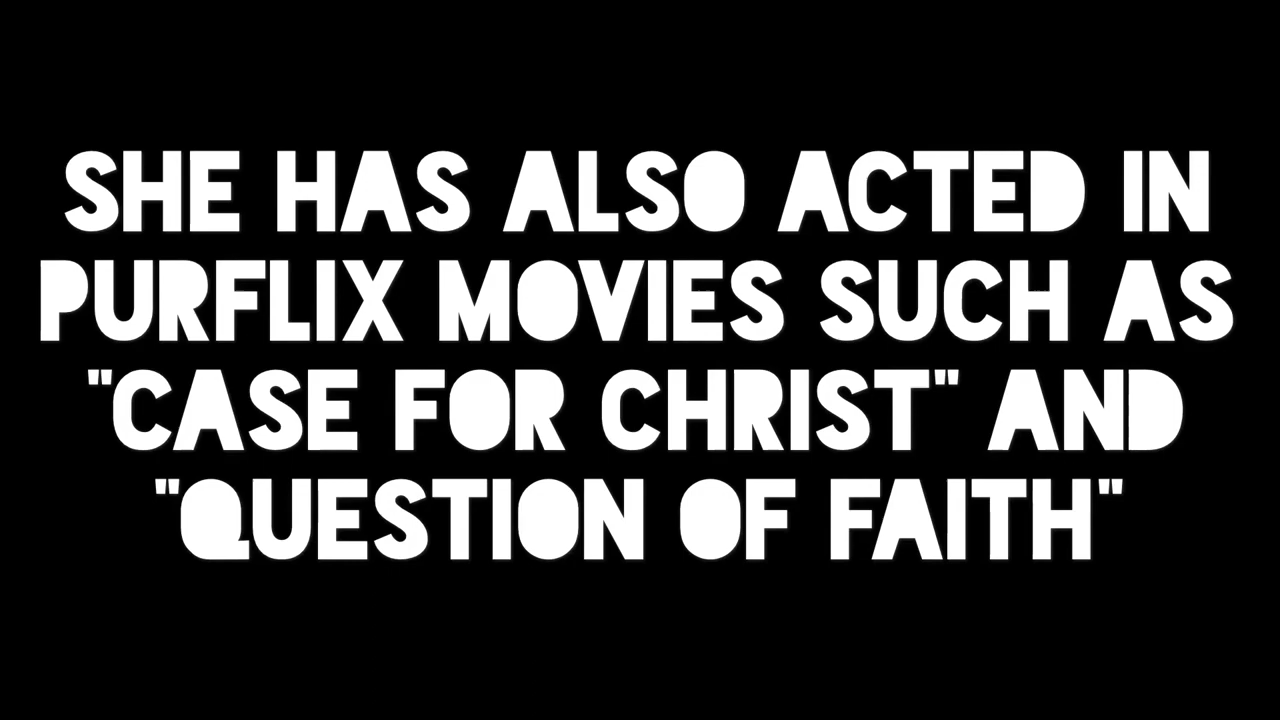 SHE HAS ALSO ACTED IN
PURFLIX MOVIES SUCH AS
"CASE FOR CHRIST" AND
"QUESTION OF FAITH"